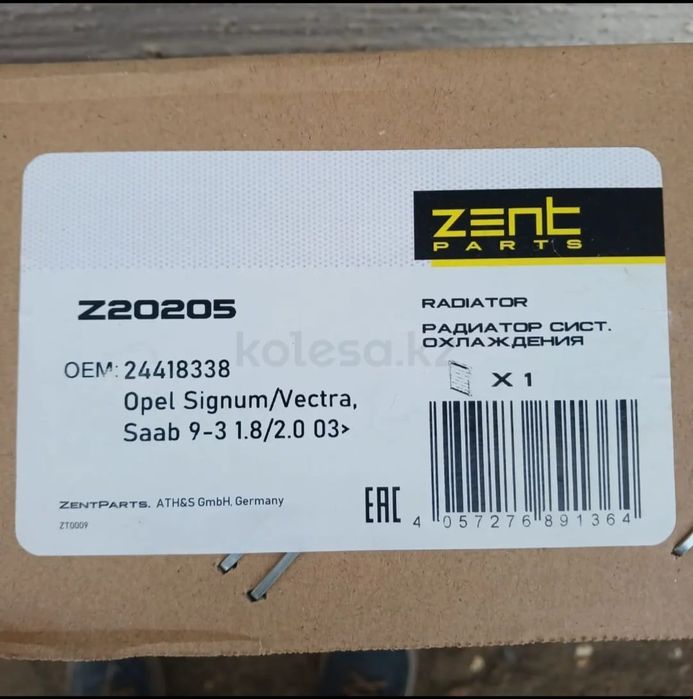 zent
PARTS
Z20205
RADIATOR
РАДИАТОР СИСТ.
ОХЛАЖДЕНИЯ
kolesa.kz
OEM: 24418338
X 1
Opel Signum/Vectra,
Saab 9-3 1.8/2.0 03>
ZENTPARTS. ATH&S GmbH, Germany
ZT0009
EAC
4 057276 891364